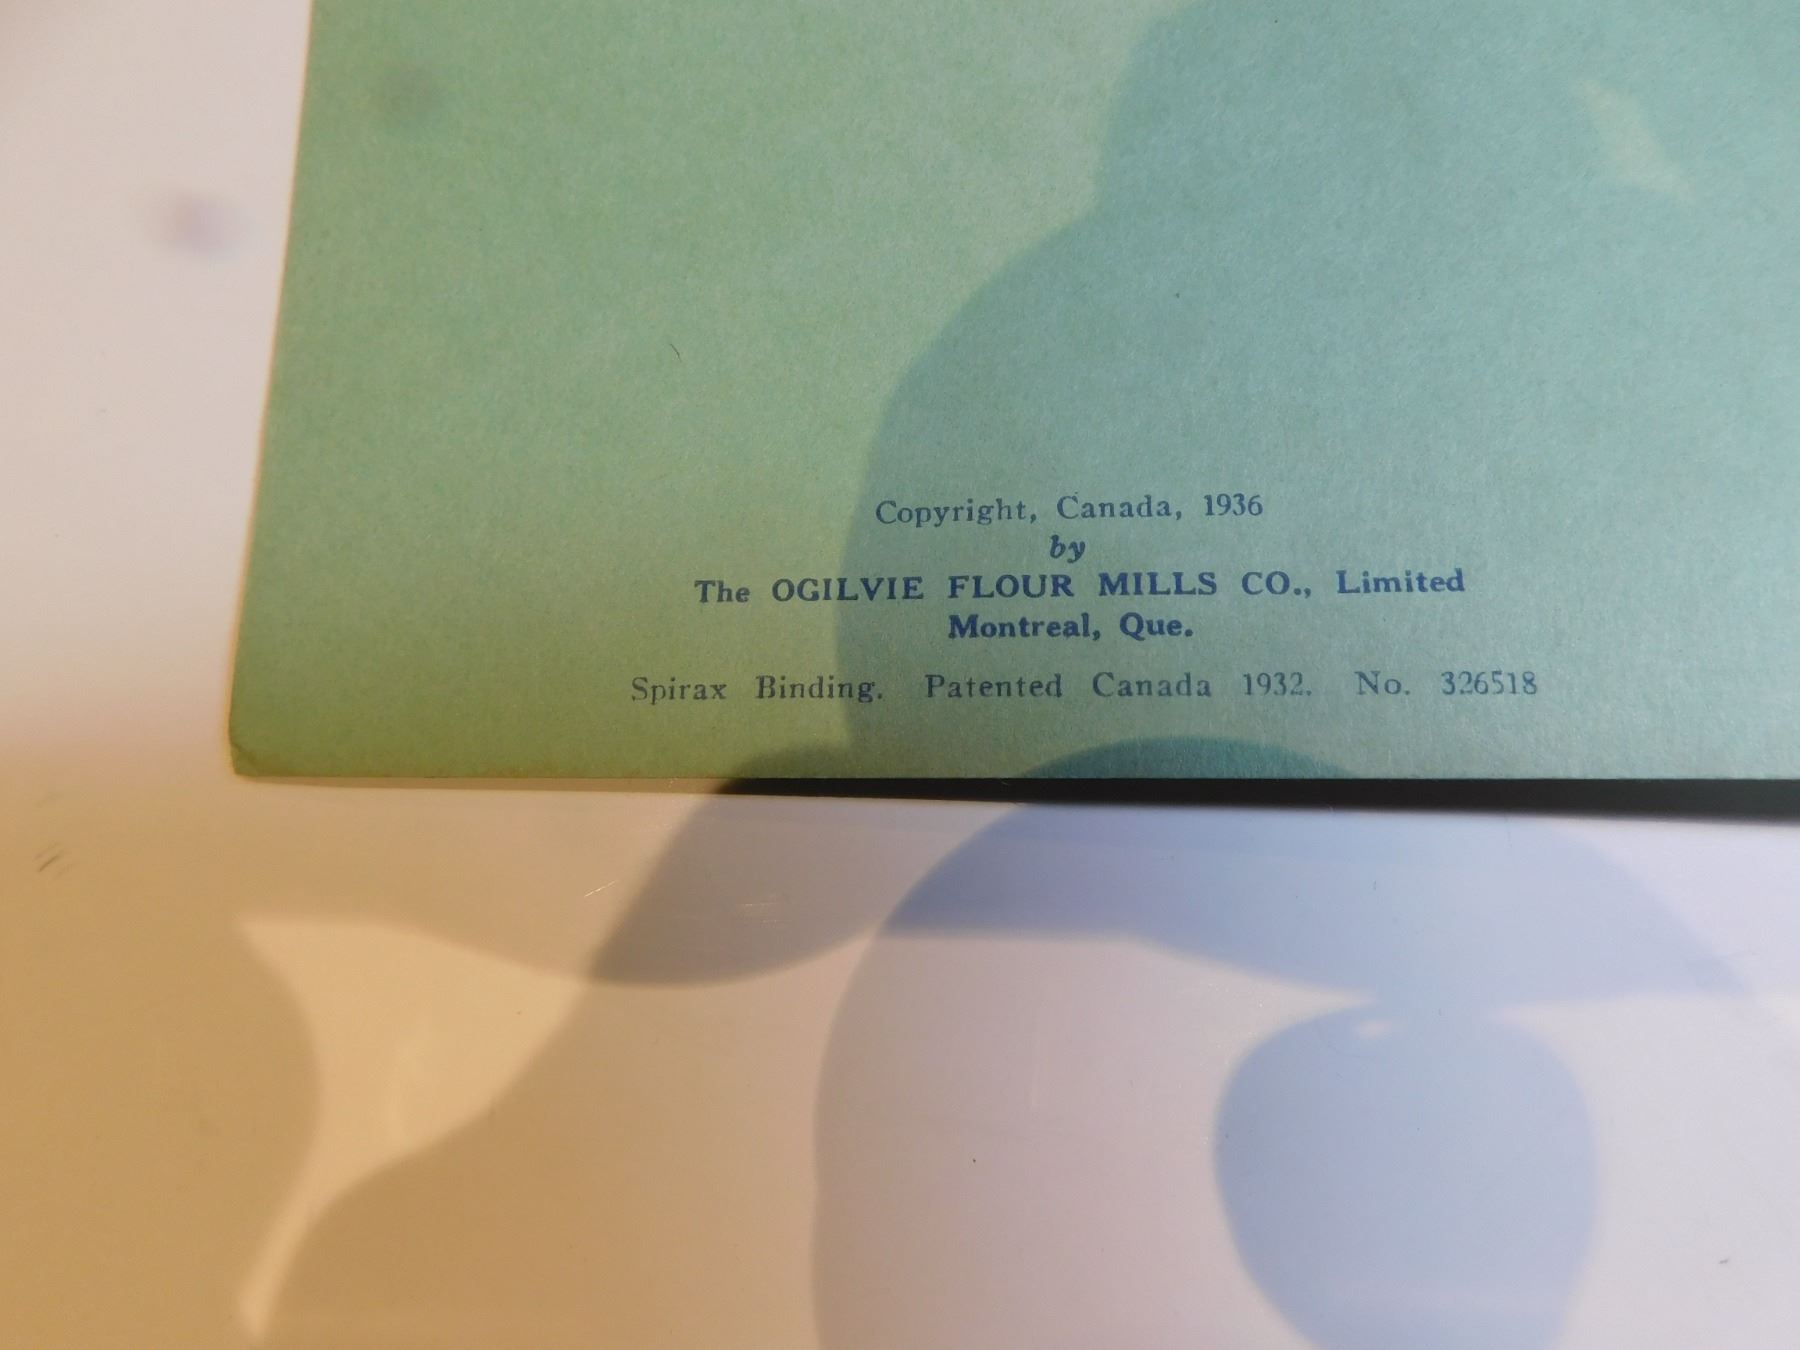 Copyright, Canada, 1936
by
The OGILVIE FLOUR MILLS CO., Limited
Montreal, Que.
Spirax Binding. Patented Canada 1932. No. 326518